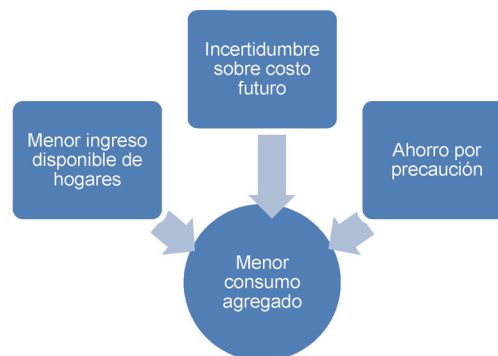 Incertidumbre
sobre costo
futuro
Menor ingreso
disponible de
hogares
Ahorro por
precaución
Menor
consumo
agregado